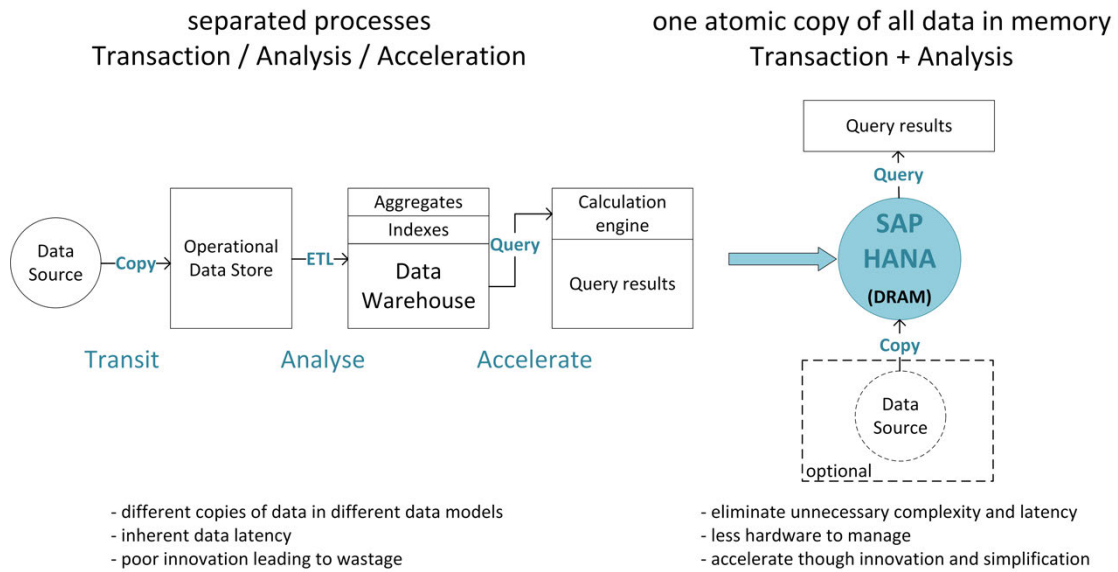 separated processes
Transaction / Analysis / Acceleration
Data
Source
Copy
Operational
Data Store
ETL
Aggregates
Indexes
Data
Warehouse
Query
Calculation
engine
Query results
Transit
Analyse
Accelerate
- different copies of data in different data models
- inherent data latency
- poor innovation leading to wastage
one atomic copy of all data in memory
Transaction + Analysis
Query results
Query
SAP
HANA
(DRAM)
Copy
Data
Source
optional
- eliminate unnecessary complexity and latency
- less hardware to manage
- accelerate though innovation and simplification